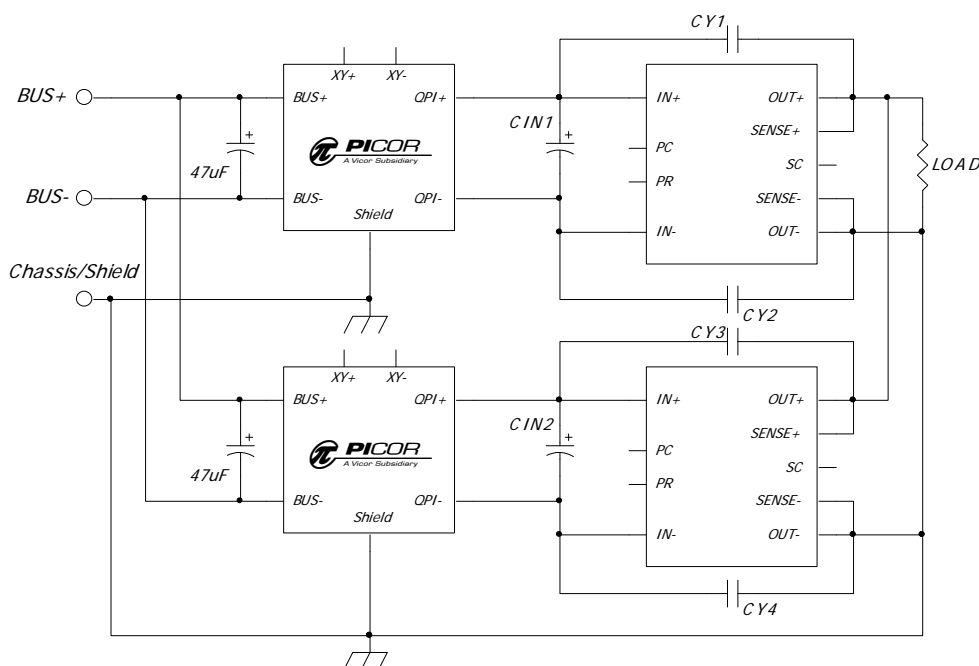 CY1
XY+ XY-
BUS+ BUS+ QPI+ IN+ OUT+
CIN1 SENSE+
PICOR
A Vicor Subsidiary
PC SC LOAD
47uF PR
BUS- BUS- QPI- SENSE-
Shield IN- OUT-
Chassis/Shield
CY2
CY3
XY+ XY-
BUS+ QPI+ IN+ OUT+
CIN2 SENSE+
PICOR
A Vicor Subsidiary
PC SC
47uF PR
BUS- QPI- SENSE-
Shield IN- OUT-
CY4